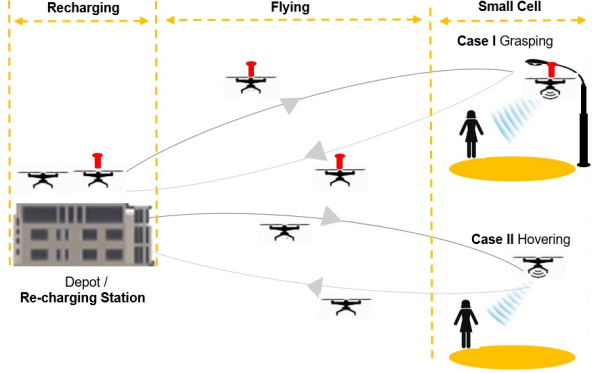 Recharging
Flying
Small Cell
Case I Grasping
Case II Hovering
Depot /
Re-charging Station